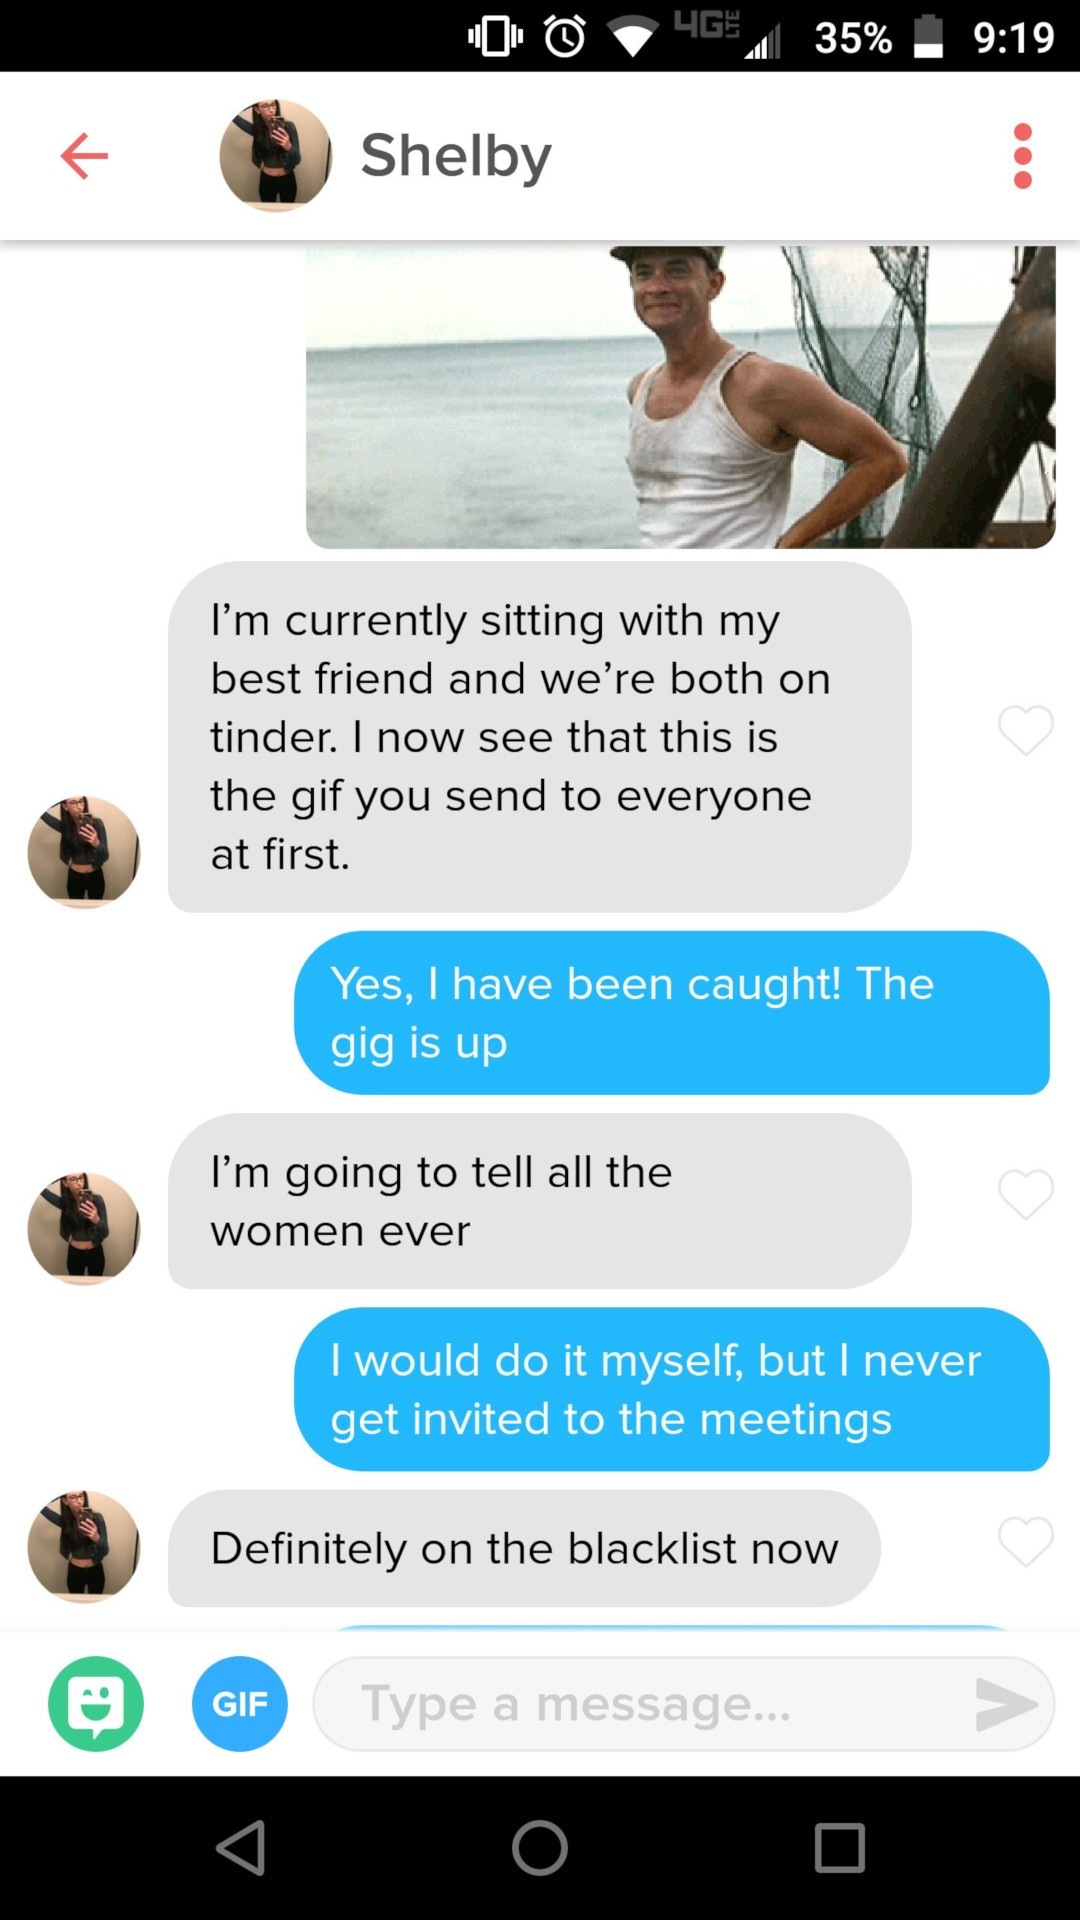 4G LTE 35% 9:19
Shelby
I’m currently sitting with my
best friend and we’re both on
tinder. I now see that this is
the gif you send to everyone
at first.
Yes, I have been caught! The
gig is up
I’m going to tell all the
women ever
I would do it myself, but I never
get invited to the meetings
Definitely on the blacklist now
GIF Type a message...